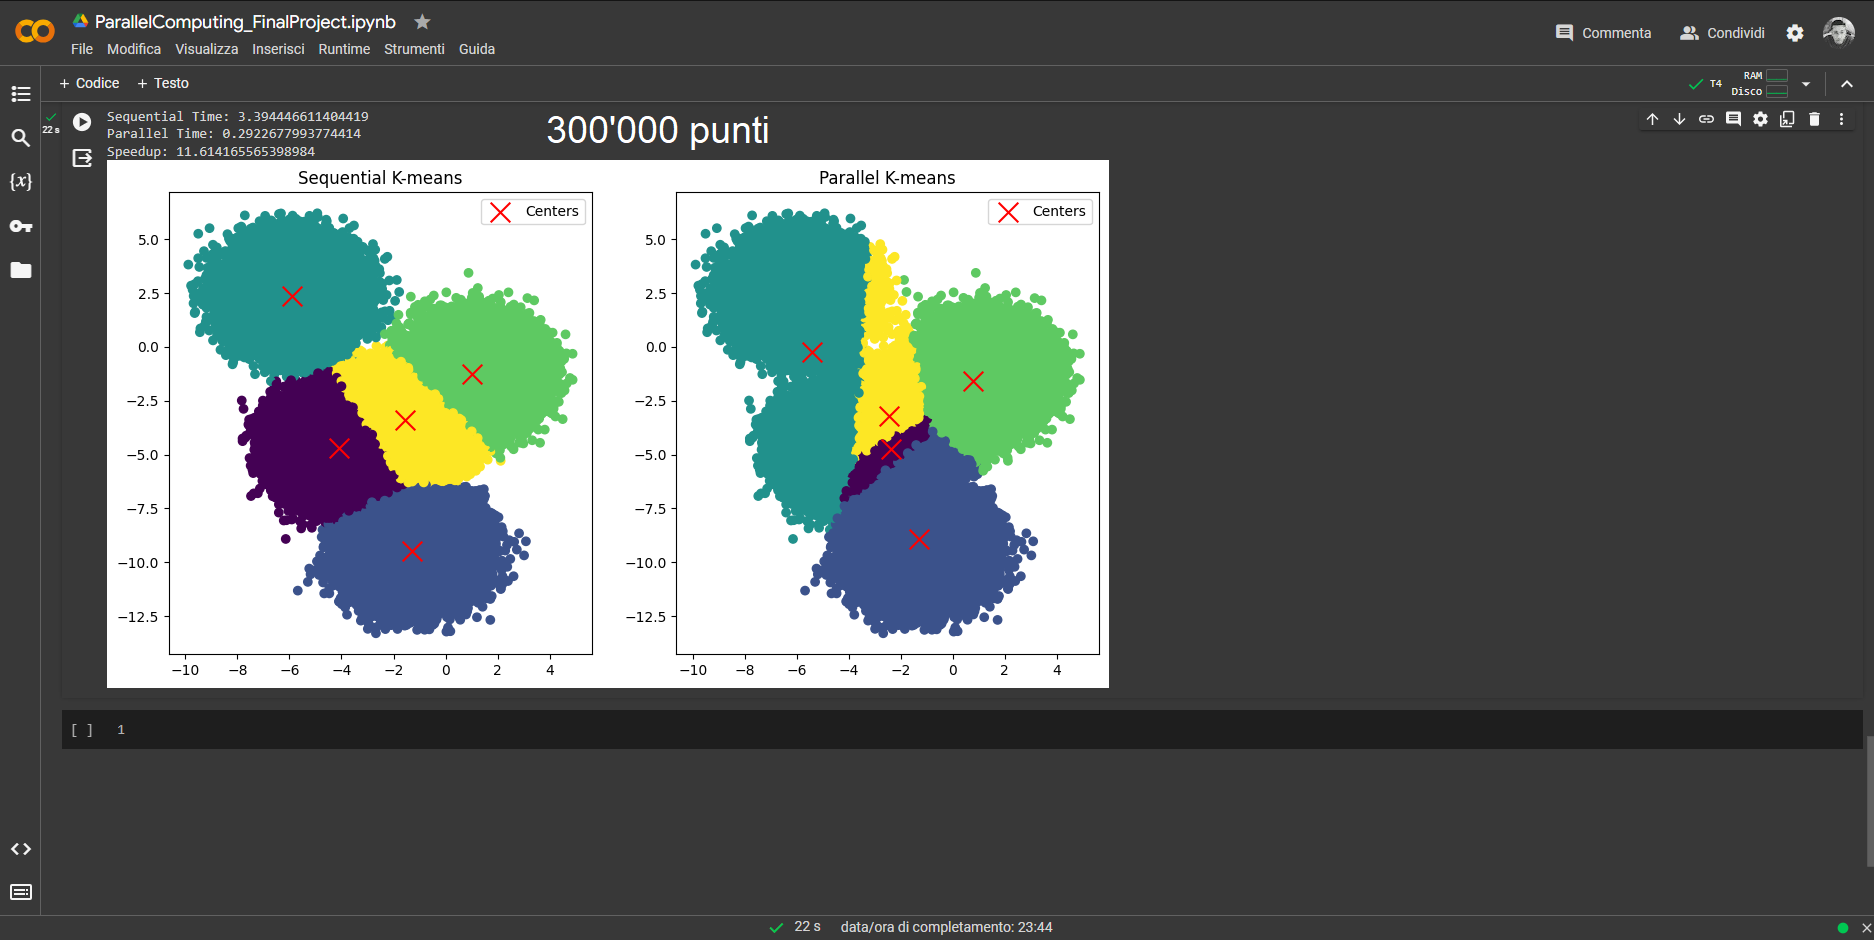 ParallelComputing_FinalProject.ipynb
File Modifica Visualizza Inserisci Runtime Strumenti Guida
Commenta
Condividi
+ Codice + Testo
T4
RAM
Disco
22 s
Sequential Time: 3.394446611404419
Parallel Time: 0.2922677993774414
Speedup: 11.614165565398984
300'000 punti
{x}
Sequential K-means
Centers
5.0
2.5
0.0
−2.5
−5.0
−7.5
−10.0
−12.5
−10 −8 −6 −4 −2 0 2 4
Parallel K-means
Centers
5.0
2.5
0.0
−2.5
−5.0
−7.5
−10.0
−12.5
−10 −8 −6 −4 −2 0 2 4
[ ] 1
22 s data/ora di completamento: 23:44